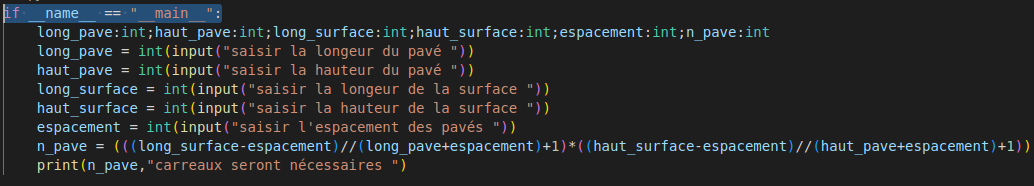 if __name__ == "__main__":
    long_pave:int;haut_pave:int;long_surface:int;haut_surface:int;espacement:int;n_pave:int
    long_pave = int(input("saisir la longeur du pavé "))
    haut_pave = int(input("saisir la hauteur du pavé "))
    long_surface = int(input("saisir la longeur de la surface "))
    haut_surface = int(input("saisir la hauteur de la surface "))
    espacement = int(input("saisir l'espacement des pavés "))
    n_pave = (((long_surface-espacement)//(long_pave+espacement)+1)*((haut_surface-espacement)//(haut_pave+espacement)+1))
    print(n_pave,"carreaux seront nécessaires ")